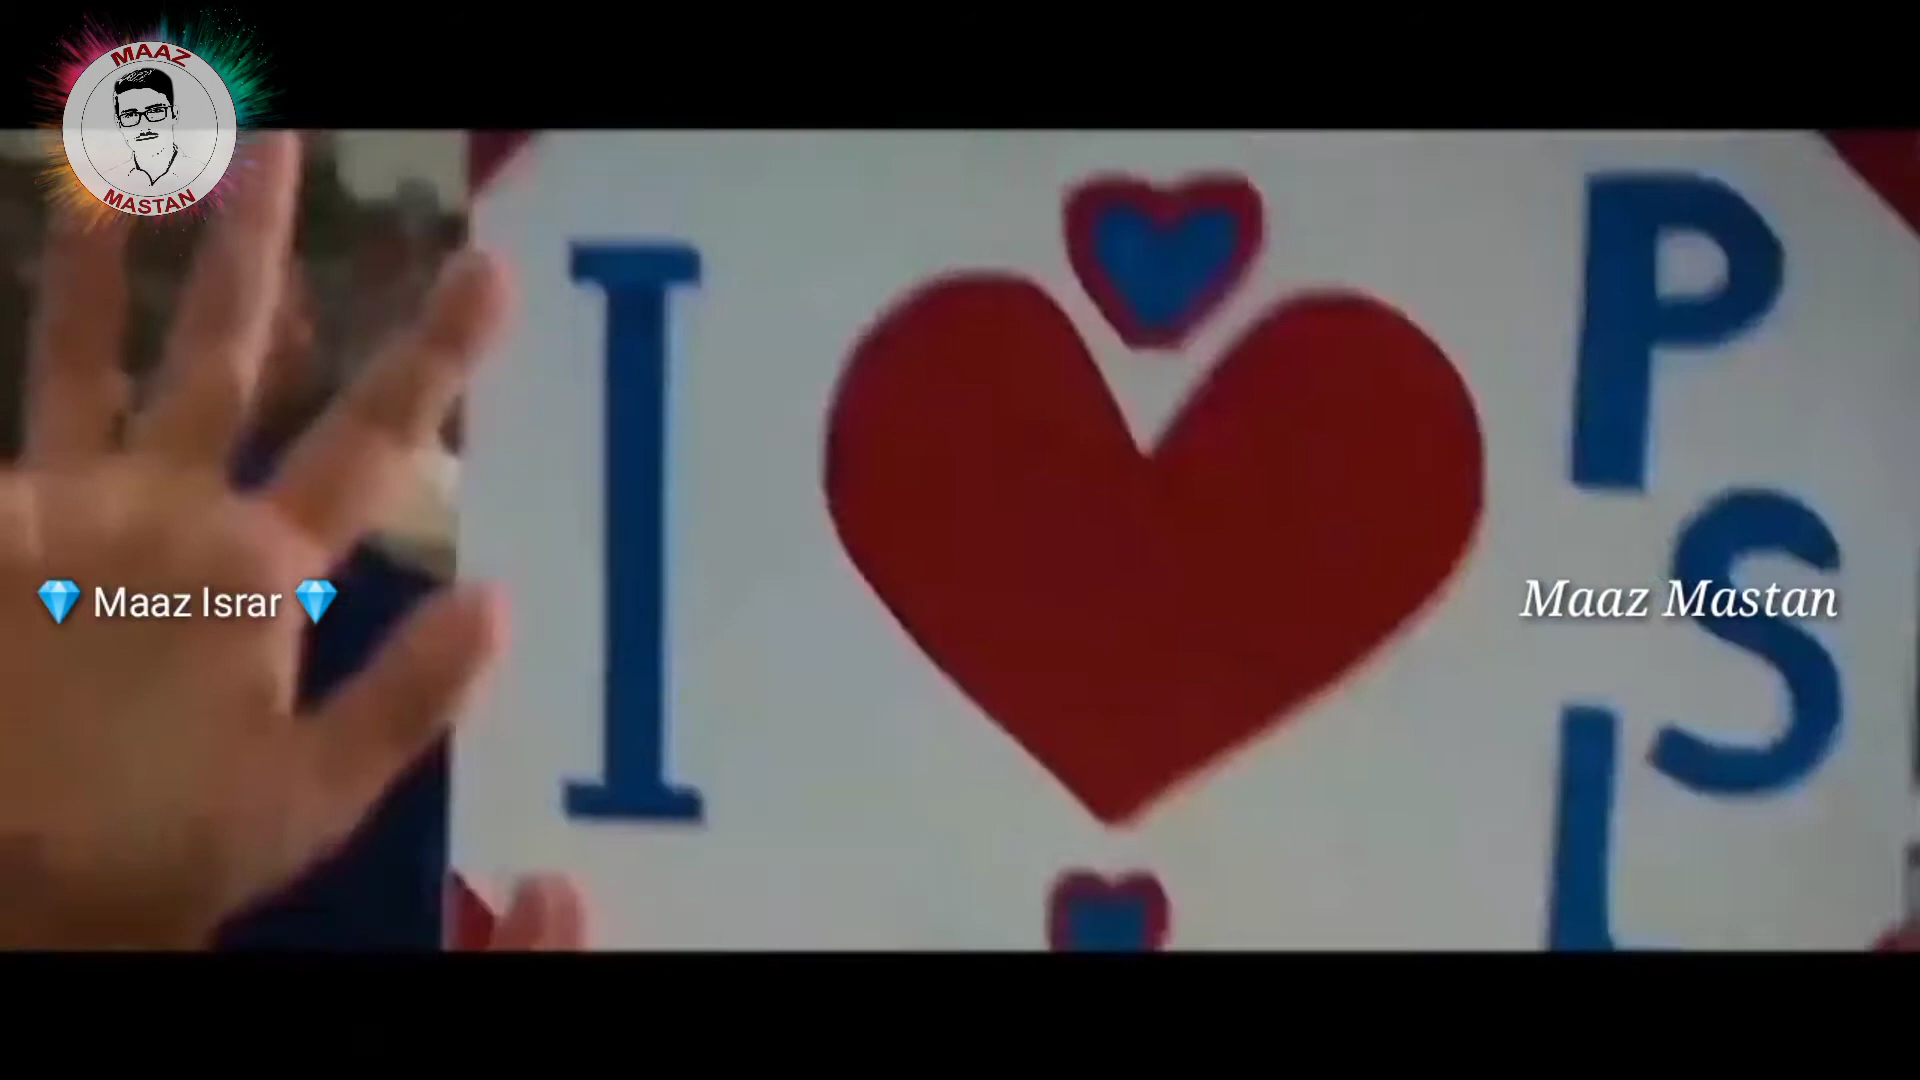 MAAZ
MASTAN
I
P
S
L
💎 Maaz Israr 💎
Maaz Mastan